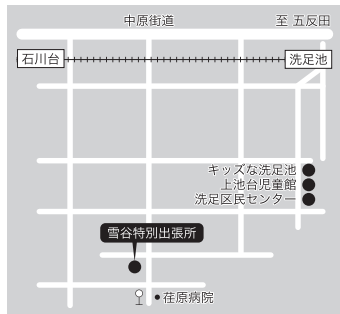 中原街道
至 五反田
石川台
洗足池
キッズな洗足池
上池台児童館
洗足区民センター
雪谷特別出張所
荏原病院